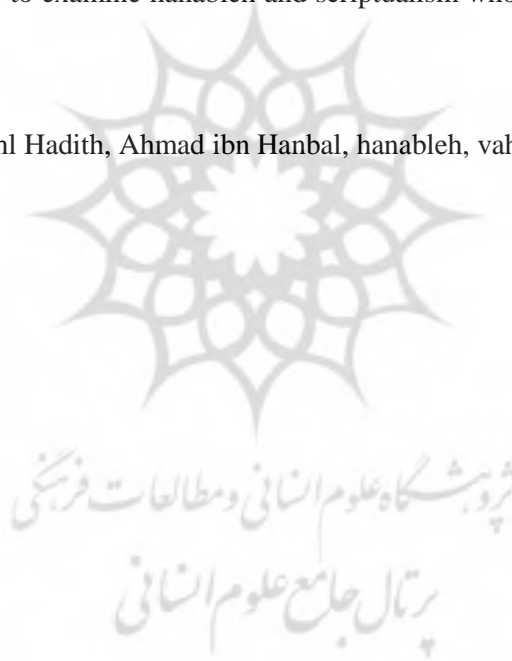 to examine hanableh and scriptualism who
hl Hadith, Ahmad ibn Hanbal, hanableh, vah
پژوهشگاه علوم انسانی و مطالعات فرهنگی
پرتال جامع علوم انسانی